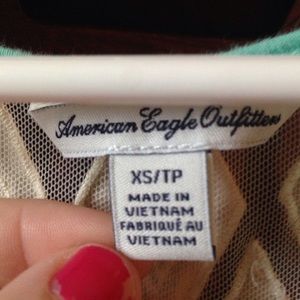 American Eagle Outfitters
XS/TP
MADE IN
VIETNAM
FABRIQUÉ AU
VIETNAM